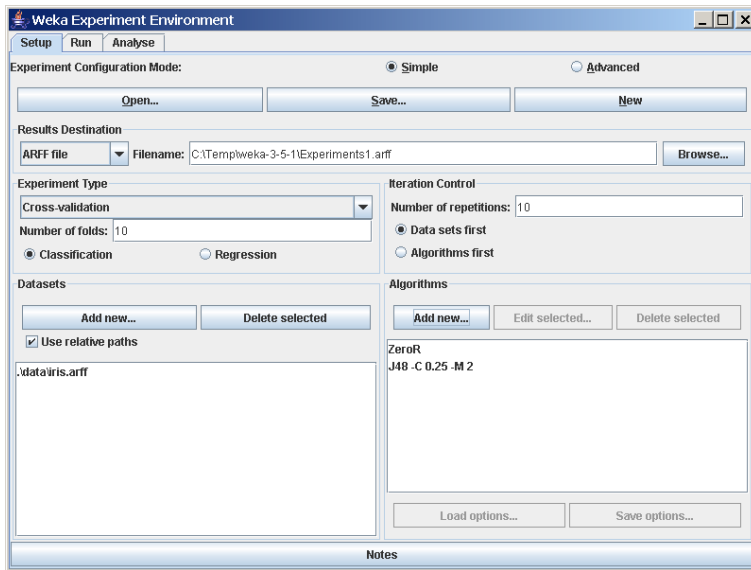 Weka Experiment Environment
Setup Run Analyse
Experiment Configuration Mode: Simple Advanced
Open... Save... New
Results Destination
ARFF file Filename: C:\Temp\weka-3-5-1\Experiments1.arff Browse...
Experiment Type
Cross-validation
Number of folds: 10
Classification Regression
Iteration Control
Number of repetitions: 10
Data sets first
Algorithms first
Datasets
Add new... Delete selected
Use relative paths
.\data\iris.arff
Algorithms
Add new... Edit selected... Delete selected
ZeroR
J48 -C 0.25 -M 2
Load options... Save options...
Notes